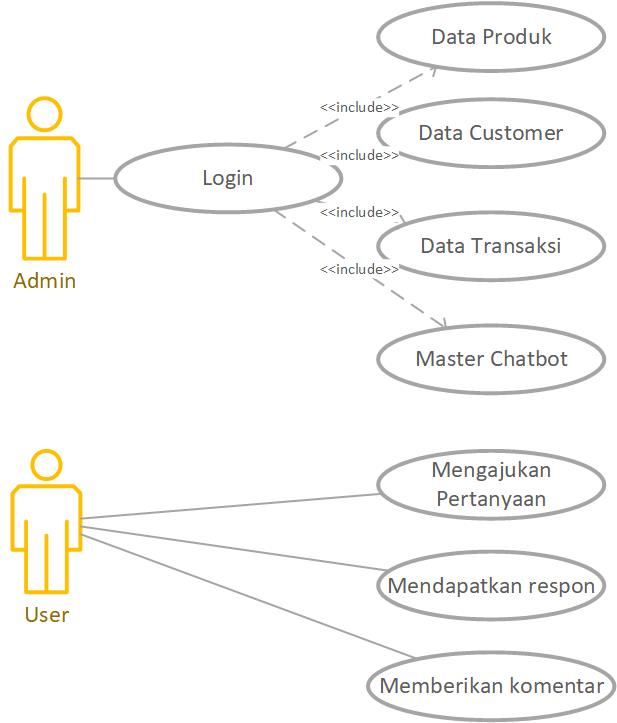 Data Produk
<<include>>
Data Customer
<<include>>
Login
<<include>>
Data Transaksi
<<include>>
Admin
Master Chatbot
Mengajukan
Pertanyaan
Mendapatkan respon
User
Memberikan komentar